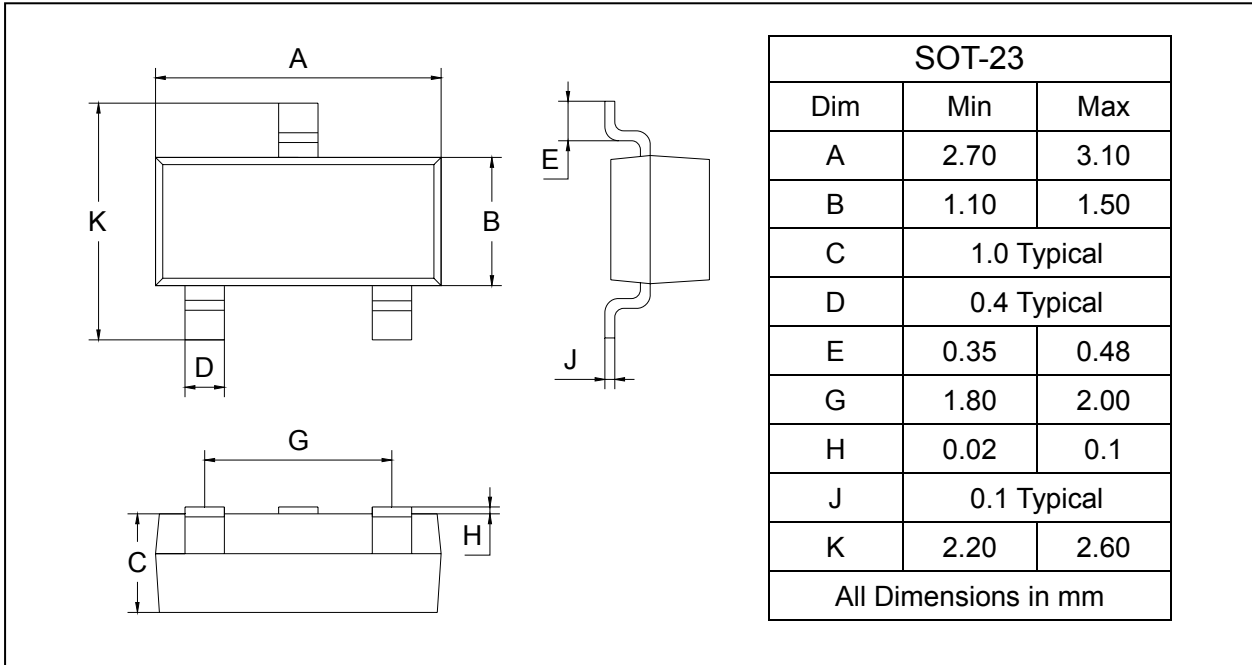 A
K
B
D
E
J
G
C
H
SOT-23
Dim Min Max
A 2.70 3.10
B 1.10 1.50
C 1.0 Typical
D 0.4 Typical
E 0.35 0.48
G 1.80 2.00
H 0.02 0.1
J 0.1 Typical
K 2.20 2.60
All Dimensions in mm